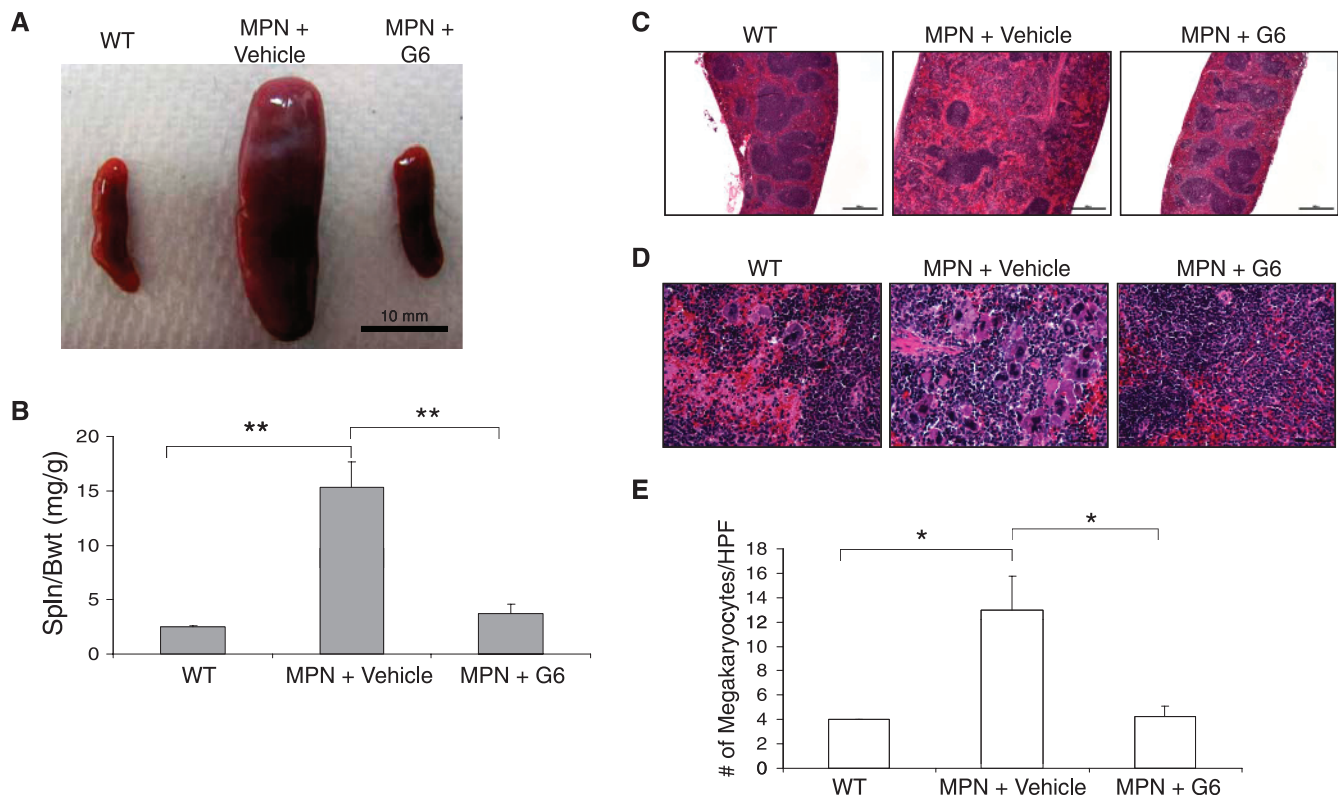 A
WT
MPN +
Vehicle
MPN +
G6
10 mm
B
Spln/Bwt (mg/g)
20
15
10
5
0
**
**
WT
MPN + Vehicle
MPN + G6
C
WT
MPN + Vehicle
MPN + G6
D
WT
MPN + Vehicle
MPN + G6
E
# of Megakaryocytes/HPF
18
16
14
12
10
8
6
4
2
0
*
*
WT
MPN + Vehicle
MPN + G6